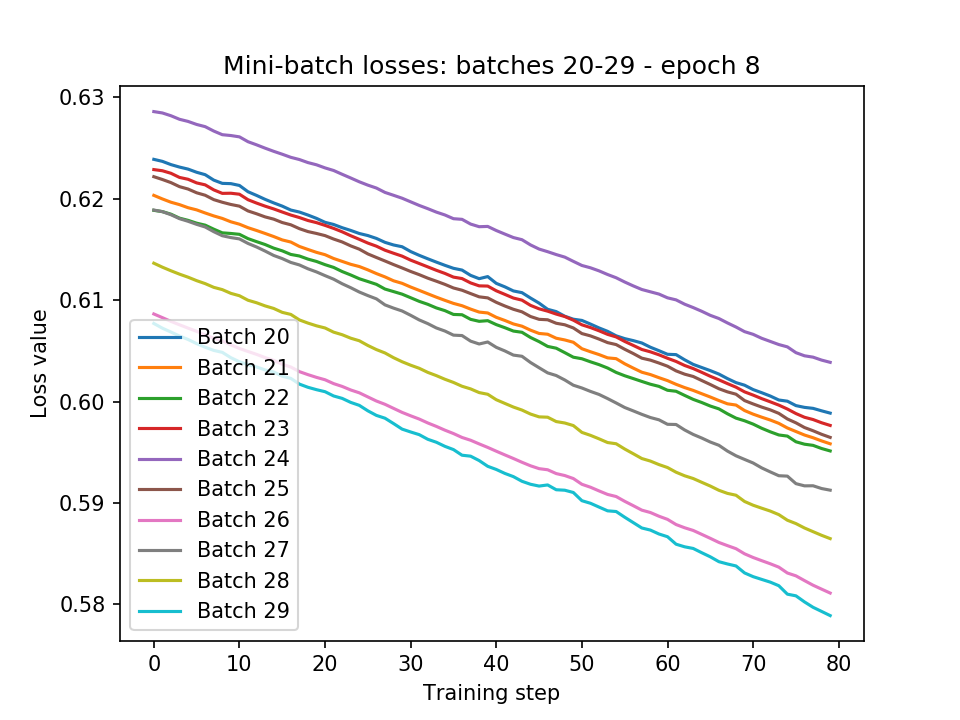 Mini-batch losses: batches 20-29 - epoch 8
0.63
0.62
0.61
0.60
0.59
0.58
Loss value
Batch 20
Batch 21
Batch 22
Batch 23
Batch 24
Batch 25
Batch 26
Batch 27
Batch 28
Batch 29
0 10 20 30 40 50 60 70 80
Training step